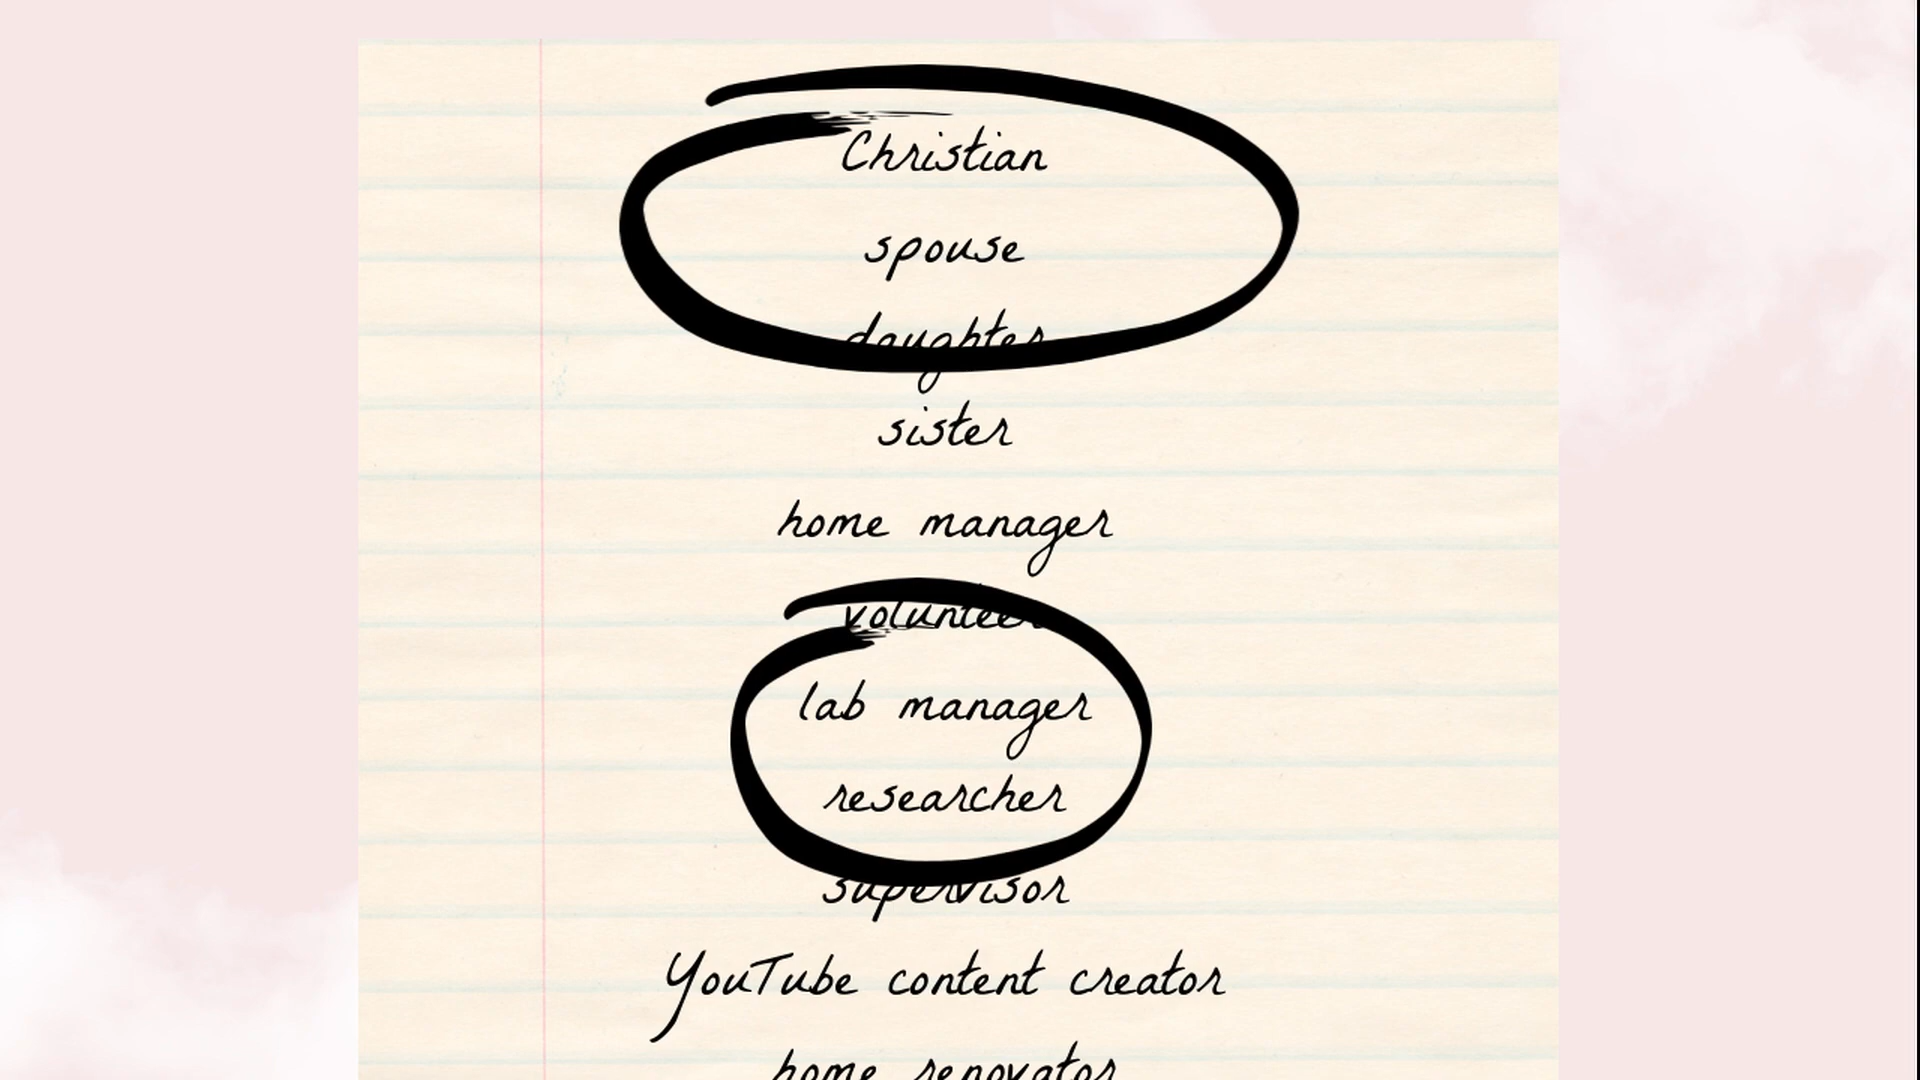 Christian
spouse
daughter
sister
home manager
volunteer
lab manager
researcher
supervisor
YouTube content creator
home renovator